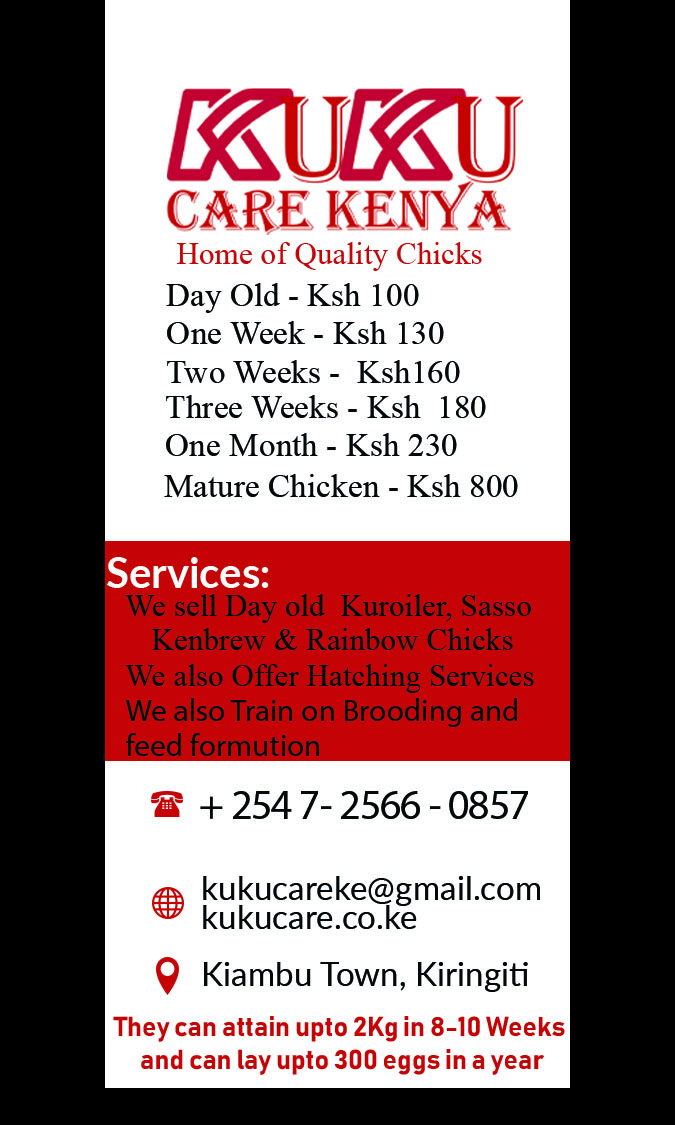 KUKU
CARE KENYA
Home of Quality Chicks
Day Old - Ksh 100
One Week - Ksh 130
Two Weeks - Ksh160
Three Weeks - Ksh 180
One Month - Ksh 230
Mature Chicken - Ksh 800
Services:
We sell Day old Kuroiler, Sasso
Kenbrew & Rainbow Chicks
We also Offer Hatching Services
We also Train on Brooding and
feed formution
+ 254 7- 2566 - 0857
kukucareke@gmail.com
kukucare.co.ke
Kiambu Town, Kiringiti
They can attain upto 2Kg in 8-10 Weeks
and can lay upto 300 eggs in a year